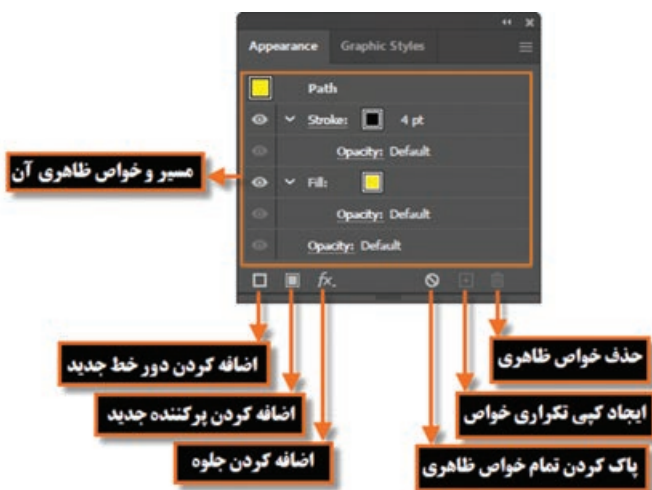 Appearance Graphic Styles
Path
Stroke: 4 pt
Opacity: Default
مسیر و خواص ظاهری آن
Fill:
Opacity: Default
Opacity: Default
fx.
حذف خواص ظاهری
اضافه کردن دور خط جدید
ایجاد کپی تکراری خواص
اضافه کردن پرکننده جدید
پاک کردن تمام خواص ظاهری
اضافه کردن جلوه